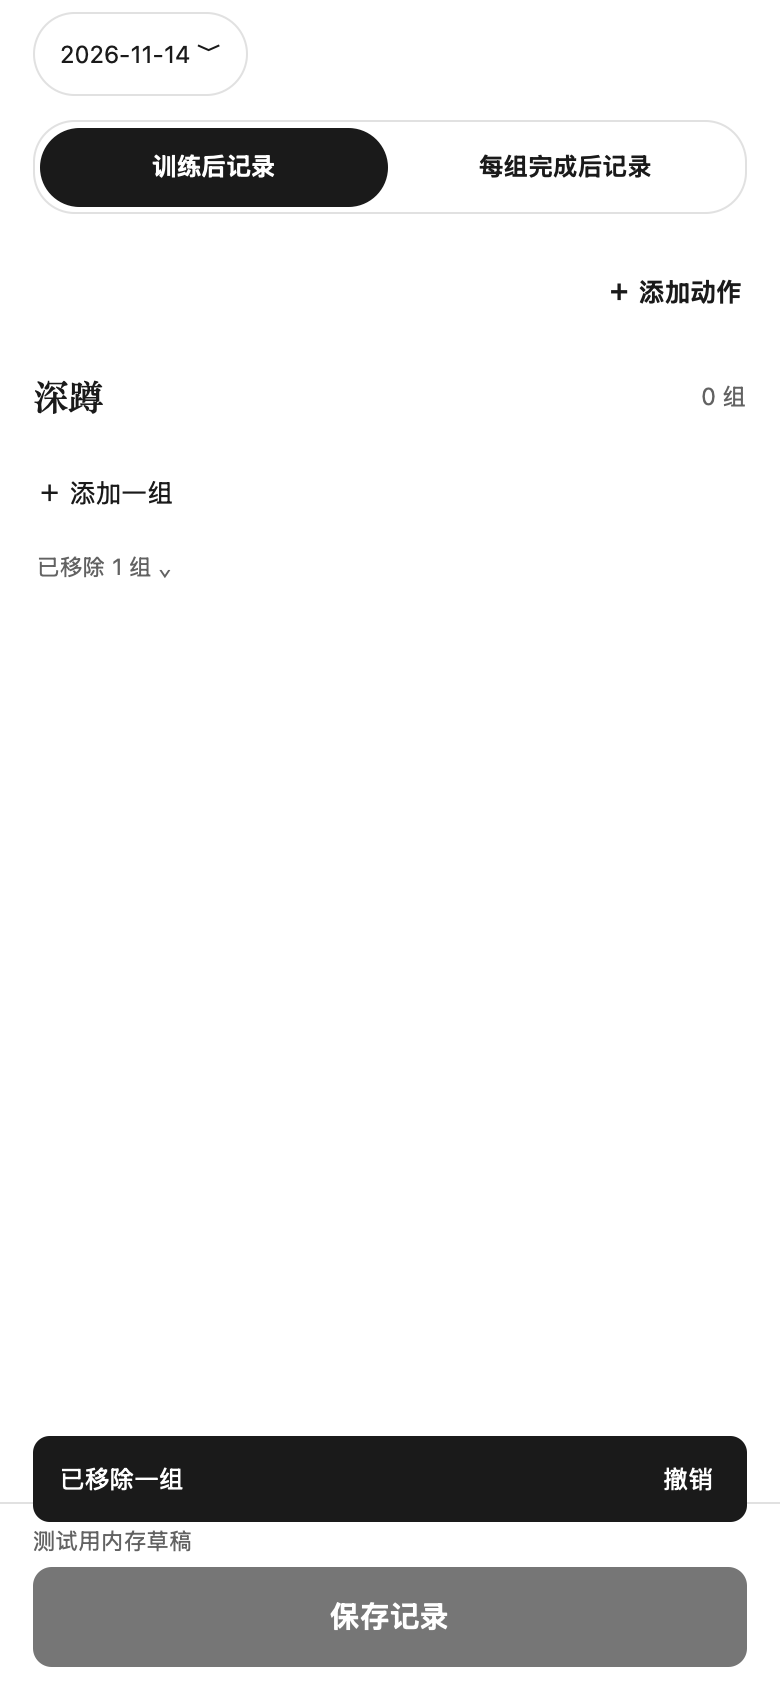 2026-11-14
训练后记录 每组完成后记录
+ 添加动作
深蹲 0 组
+ 添加一组
已移除 1 组
已移除一组 撤销
测试用内存草稿
保存记录